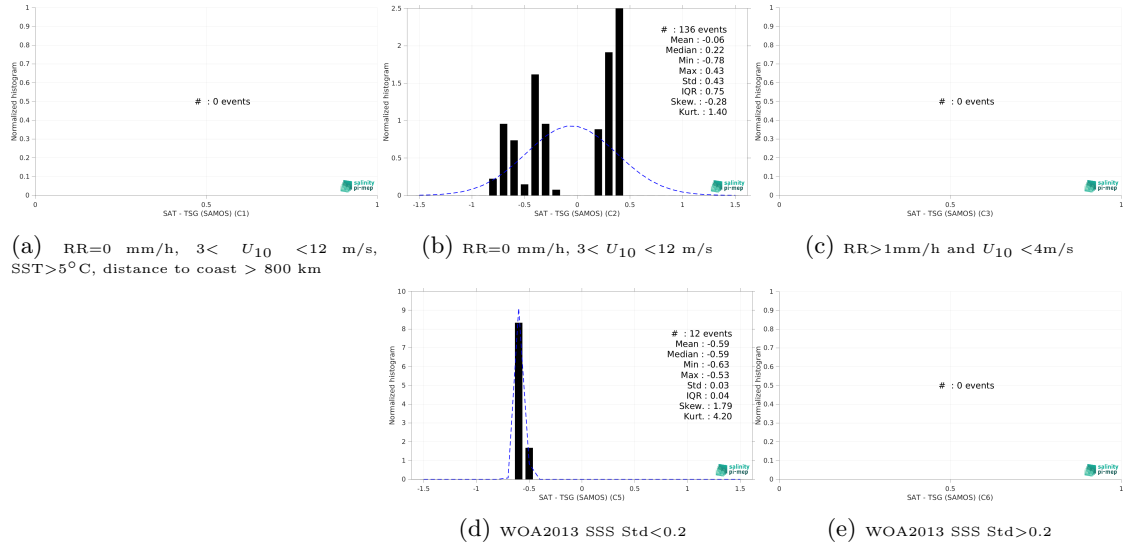 1
0.9
0.8
0.7
0.6
0.5
0.4
0.3
0.2
0.1
0
Normalized histogram
# : 0 events
salinity
pi-mep
0 0.5 1
SAT - TSG (SAMOS) (C1)
2.5
2
1.5
1
0.5
0
Normalized histogram
# : 136 events
Mean : -0.06
Median : 0.22
Min : -0.78
Max : 0.43
Std : 0.43
IQR : 0.75
Skew. : -0.28
Kurt. : 1.40
salinity
pi-mep
-1.5 -1 -0.5 0 0.5 1 1.5
SAT - TSG (SAMOS) (C2)
1
0.9
0.8
0.7
0.6
0.5
0.4
0.3
0.2
0.1
0
Normalized histogram
# : 0 events
salinity
pi-mep
0 0.5 1
SAT - TSG (SAMOS) (C3)
(a) RR=0 mm/h, 3< U10 <12 m/s,
SST>5°C, distance to coast > 800 km
(b) RR=0 mm/h, 3< U10 <12 m/s
(c) RR>1mm/h and U10 <4m/s
10
9
8
7
6
5
4
3
2
1
0
Normalized histogram
# : 12 events
Mean : -0.59
Median : -0.59
Min : -0.63
Max : -0.53
Std : 0.03
IQR : 0.04
Skew. : 1.79
Kurt. : 4.20
salinity
pi-mep
-1.5 -1 -0.5 0 0.5 1 1.5
SAT - TSG (SAMOS) (C5)
1
0.9
0.8
0.7
0.6
0.5
0.4
0.3
0.2
0.1
0
Normalized histogram
# : 0 events
salinity
pi-mep
0 0.5 1
SAT - TSG (SAMOS) (C6)
(d) WOA2013 SSS Std<0.2
(e) WOA2013 SSS Std>0.2